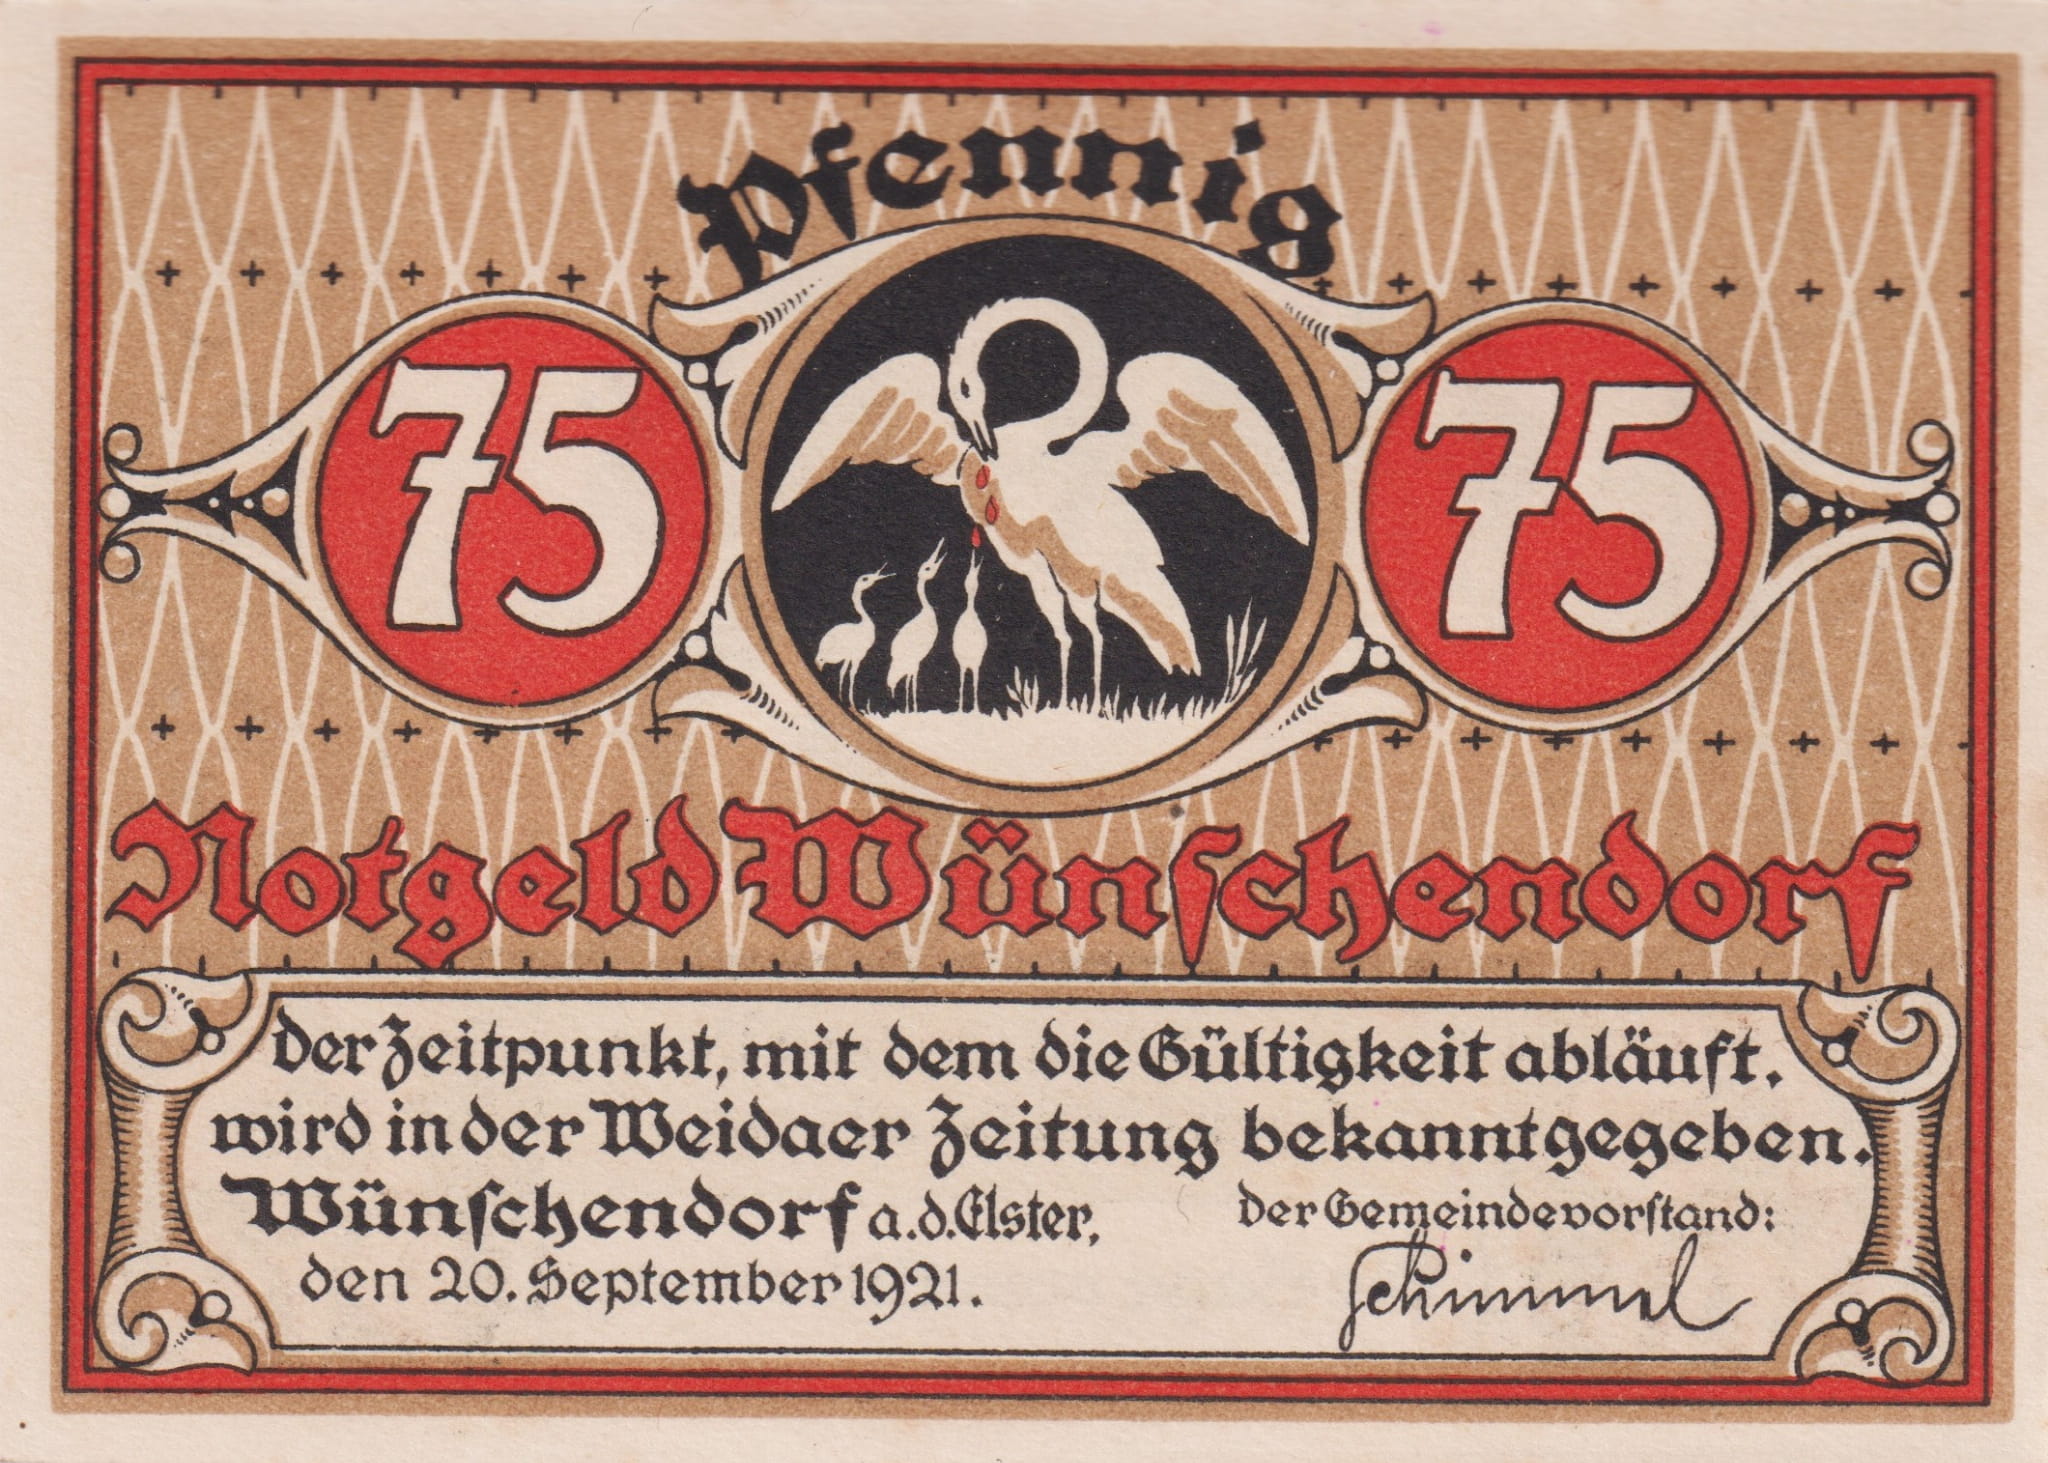 Pfennig
75 75
Notgeld Wünschendorf
Der Zeitpunkt, mit dem die Gültigkeit abläuft,
wird in der Weidaer Zeitung bekanntgegeben.
Wünschendorf a.d. Elster, Der Gemeindevorstand:
den 20. September 1921. Schimmel